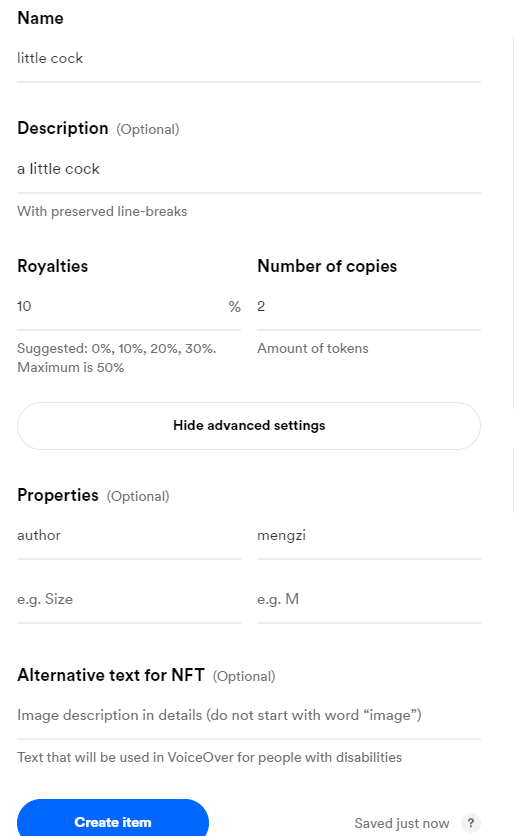 Name
little cock
Description (Optional)
a little cock
With preserved line-breaks
Royalties
Number of copies
10 %
2
Suggested: 0%, 10%, 20%, 30%.
Maximum is 50%
Amount of tokens
Hide advanced settings
Properties (Optional)
author
mengzi
e.g. Size
e.g. M
Alternative text for NFT (Optional)
Image description in details (do not start with word “image”)
Text that will be used in VoiceOver for people with disabilities
Create item
Saved just now ?